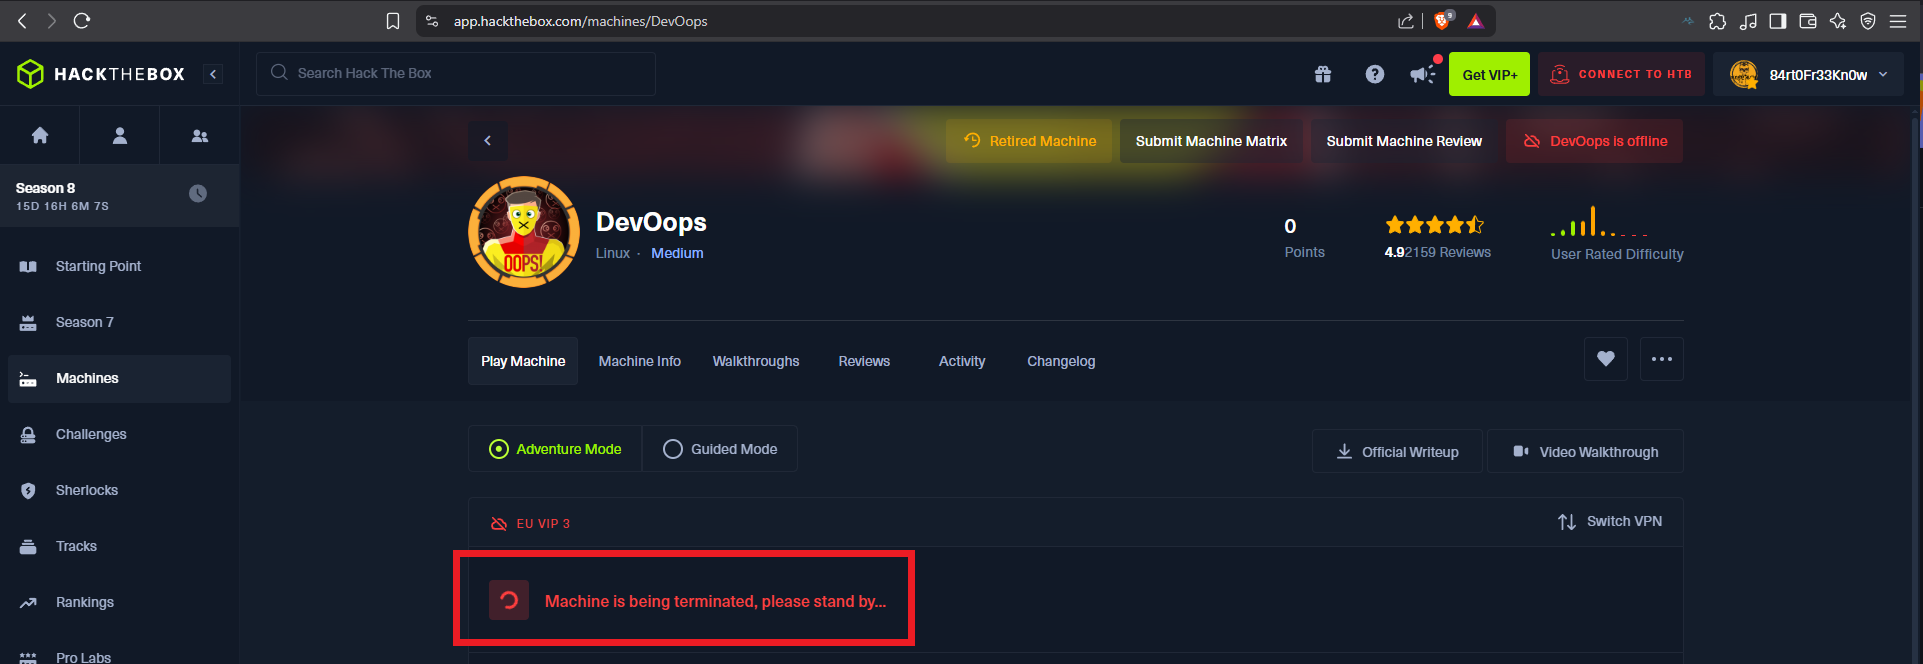 app.hackthebox.com/machines/DevOops
9
HACKTHEBOX
Search Hack The Box
Get VIP+
CONNECT TO HTB
84rt0Fr33Kn0w
Retired Machine
Submit Machine Matrix
Submit Machine Review
DevOops is offline
Season 8
15D 16H 6M 7S
OOPS!
DevOops
Linux · Medium
0
Points
4.92159 Reviews
User Rated Difficulty
Starting Point
Season 7
Machines
Challenges
Sherlocks
Tracks
Rankings
Pro Labs
Play Machine
Machine Info
Walkthroughs
Reviews
Activity
Changelog
Adventure Mode
Guided Mode
Official Writeup
Video Walkthrough
EU VIP 3
Switch VPN
Machine is being terminated, please stand by...